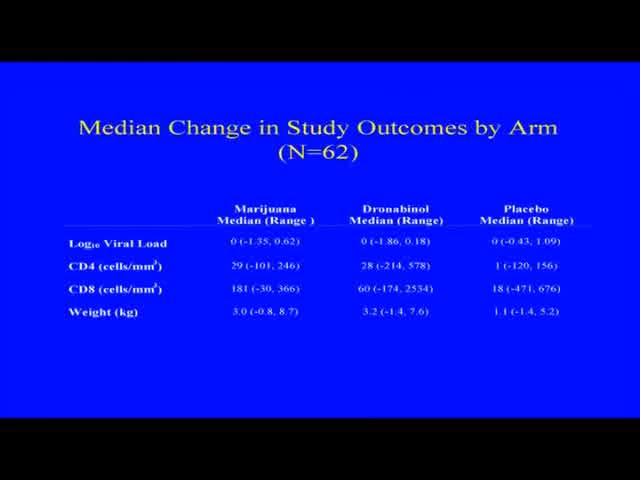 Median Change in Study Outcomes by Arm
(N=62)
Marijuana Dronabinol Placebo
Median (Range ) Median (Range) Median (Range)
Log₁₀ Viral Load 0 (-1.35, 0.62) 0 (-1.86, 0.18) 0 (-0.43, 1.09)
CD4 (cells/mm³) 29 (-101, 246) 28 (-214, 578) 1 (-120, 156)
CD8 (cells/mm³) 181 (-30, 366) 60 (-174, 2534) 18 (-471, 676)
Weight (kg) 3.0 (-0.8, 8.7) 3.2 (-1.4, 7.6) 1.1 (-1.4, 5.2)